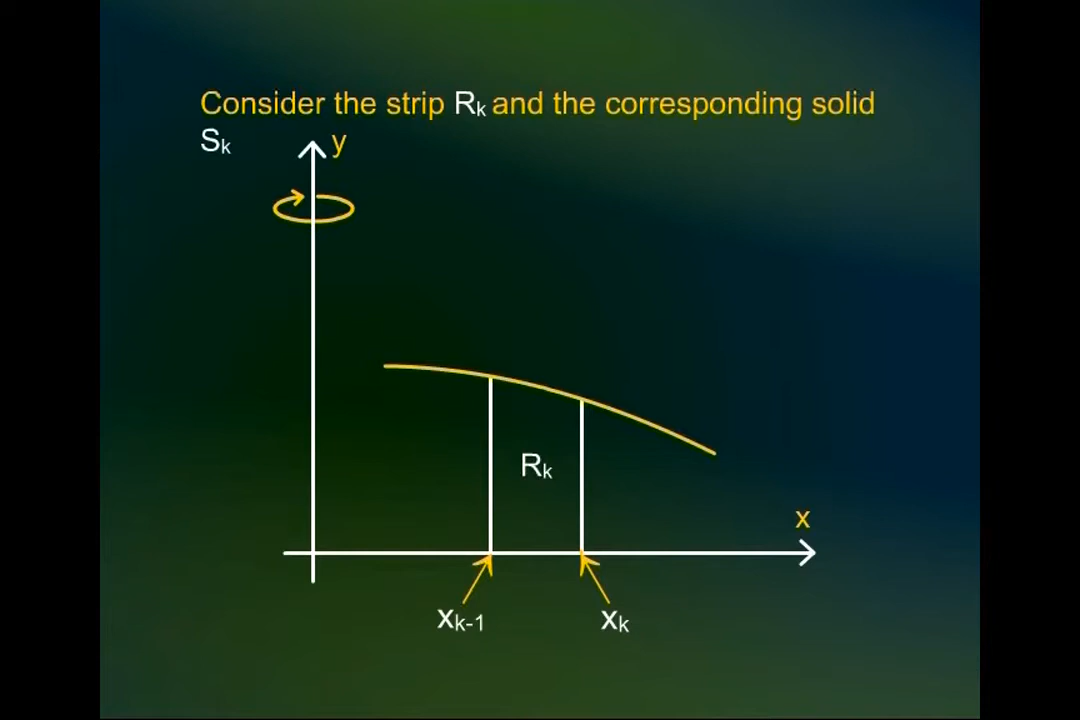 Consider the strip Rk and the corresponding solid
Sk
y
Rk
x
xk-1
xk